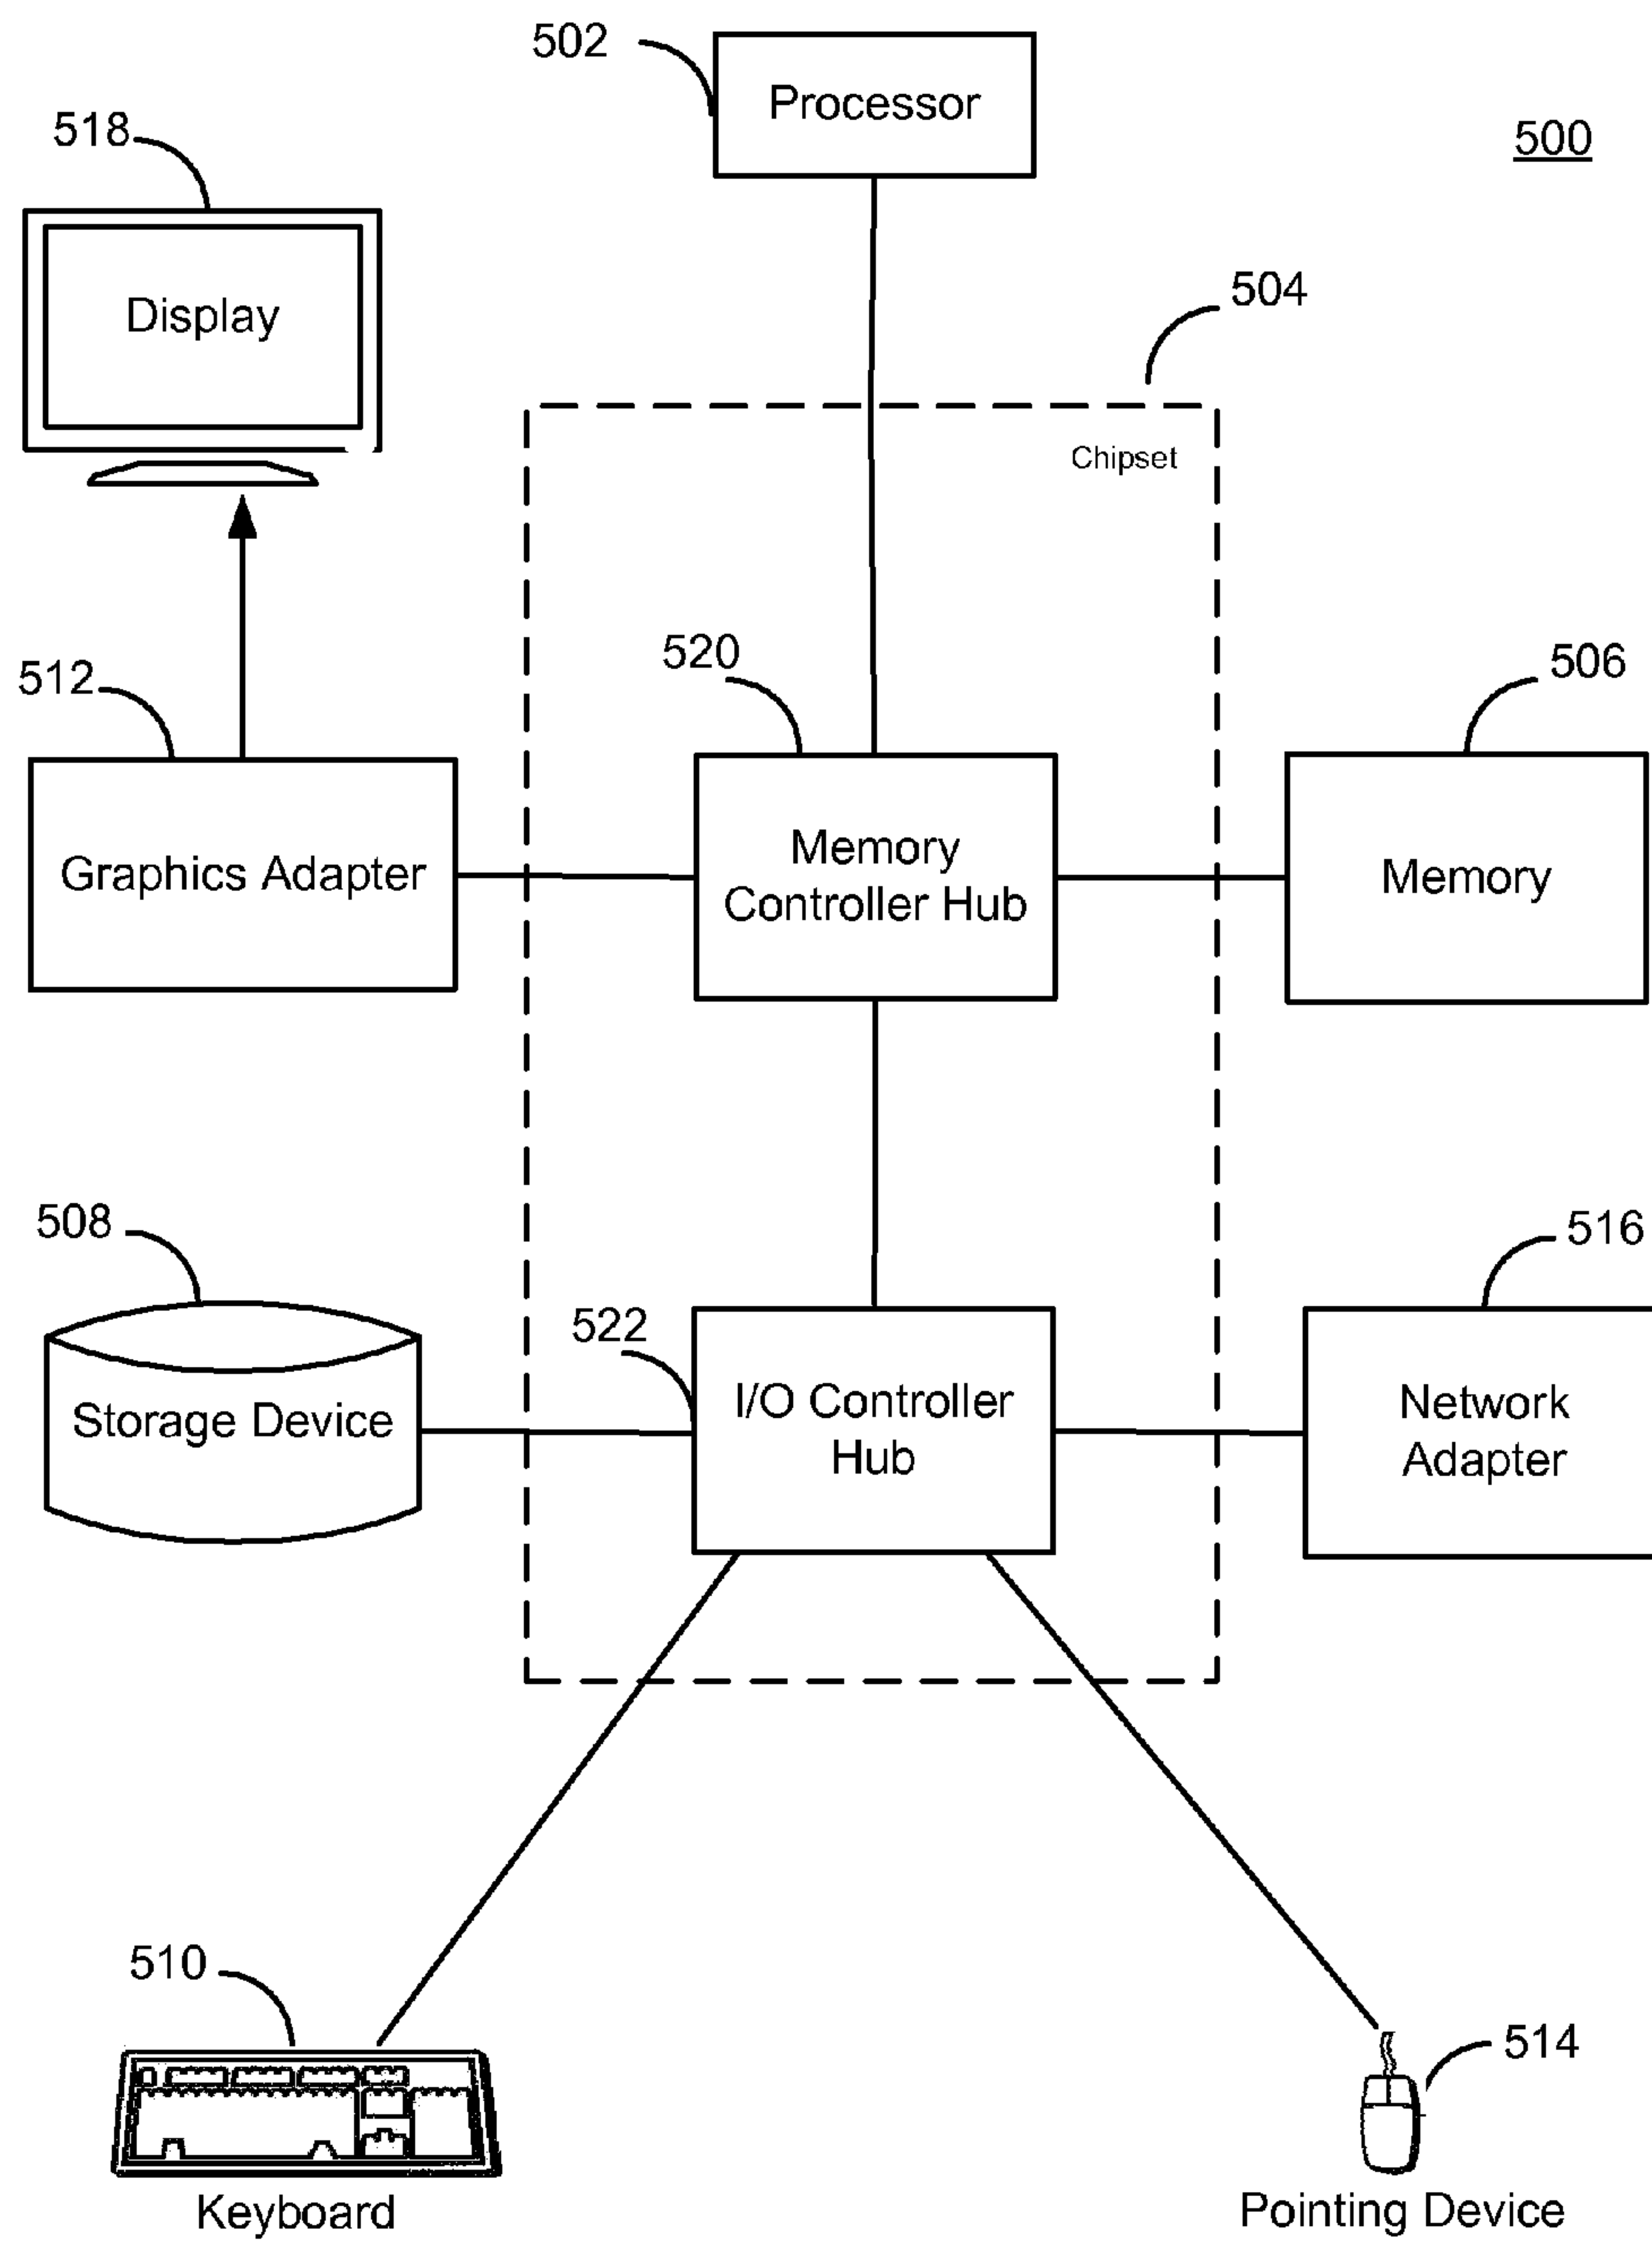 502
Processor
500
518
Display
504
Chipset
520
506
512
Memory
Controller Hub
Graphics Adapter
Memory
508
516
522
I/O Controller
Hub
Storage Device
Network
Adapter
510
514
Keyboard
Pointing Device